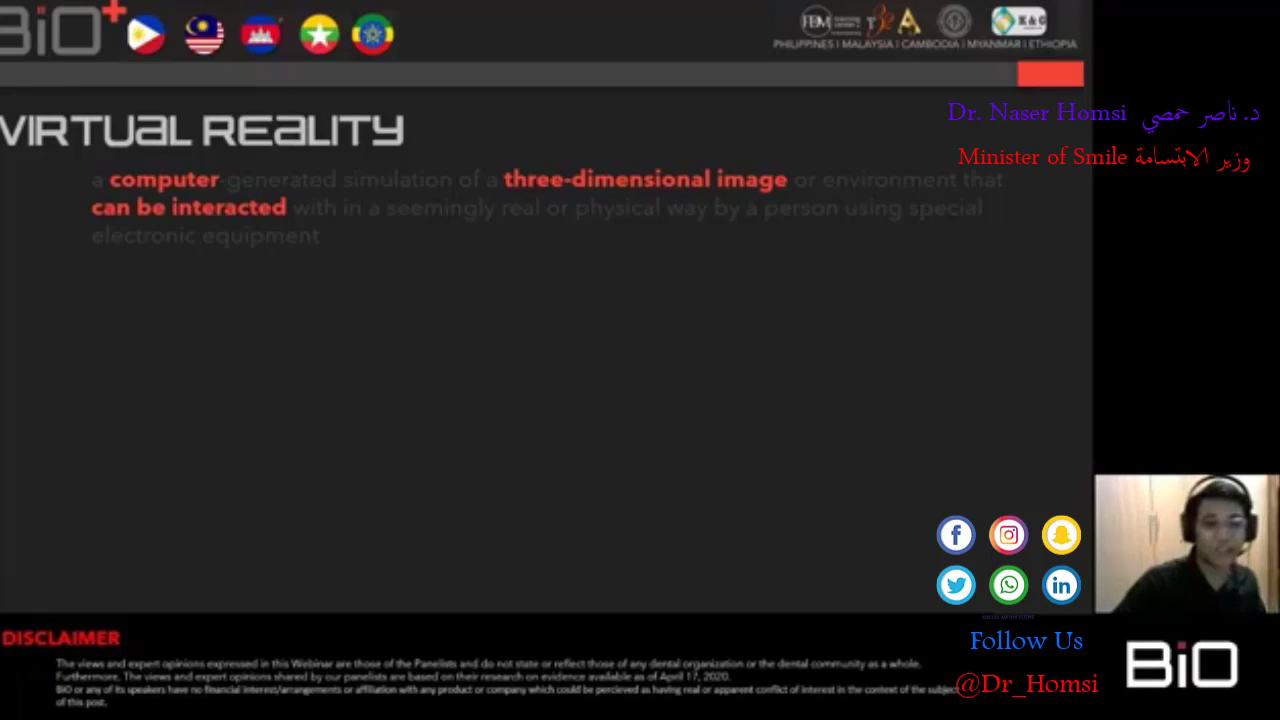 BiO+
PHILIPPINES | MALAYSIA | CAMBODIA | MYANMAR | ETHIOPIA
K&G
VIRTUAL REALITY
Dr. Naser Homsi د. ناصر حمصي
Minister of Smile وزير الابتسامة
a computer-generated simulation of a three-dimensional image or environment that
can be interacted with in a seemingly real or physical way by a person using special
electronic equipment
Follow Us
@Dr_Homsi
BiO
DISCLAIMER
The views and expert opinions expressed in this Webinar are those of the Panelists and do not state or reflect those of any dental organization or the dental community as a whole.
Furthermore, The views and expert opinions shared by our panelists are based on their research on evidence available as of April 17, 2020.
BiO or any of its speakers have no financial interest/arrangements or affiliation with any product or company which could be percieved as having real or apparent conflict of interest in the context of the subject
of this post.